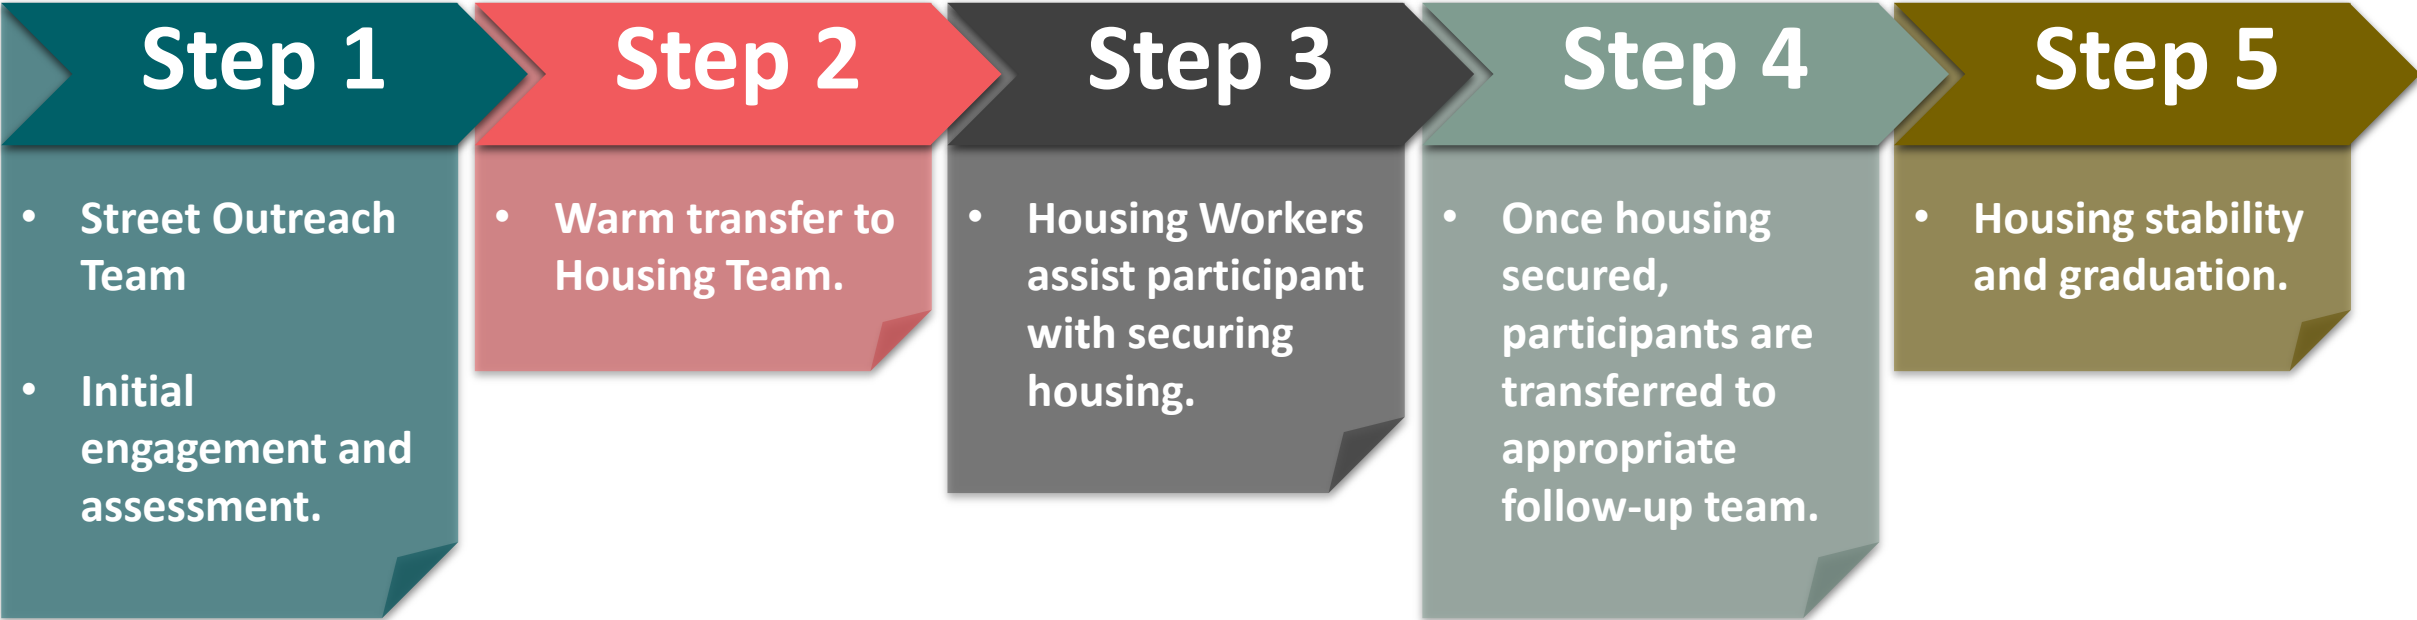 Step 1
• Street Outreach
Team
• Initial
engagement and
assessment.
Step 2
• Warm transfer to
Housing Team.
Step 3
• Housing Workers
assist participant
with securing
housing.
Step 4
• Once housing
secured,
participants are
transferred to
appropriate
follow-up team.
Step 5
• Housing stability
and graduation.